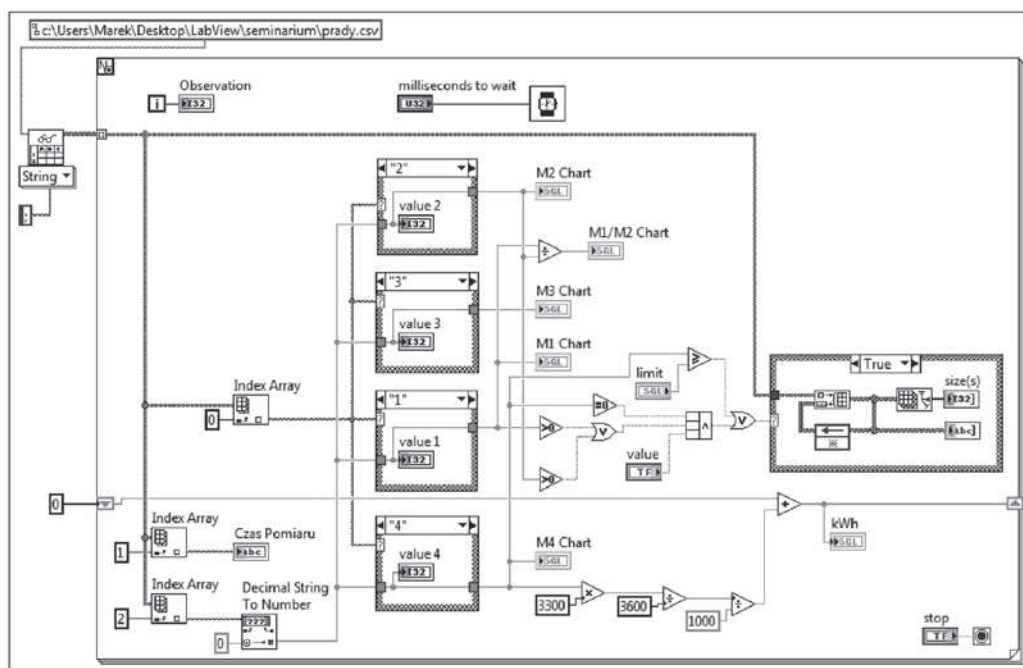 c:\Users\Marek\Desktop\LabView\seminarium\prady.csv
N
Observation
i
I32
milliseconds to wait
U32
String
"2"
value 2
I32
M2 Chart
SGL
M1/M2 Chart
SGL
"3"
value 3
I32
M3 Chart
SGL
M1 Chart
SGL
limit
SGL
True
size(s)
I32
abc
Index Array
0
"1"
value 1
I32
=0
>0
V
∧
V
value
TF
>0
0
Index Array
1
Czas Pomiaru
abc
"4"
value 4
I32
M4 Chart
SGL
kWh
SGL
Index Array
2
Decimal String
To Number
0
3300
3600
1000
stop
TF